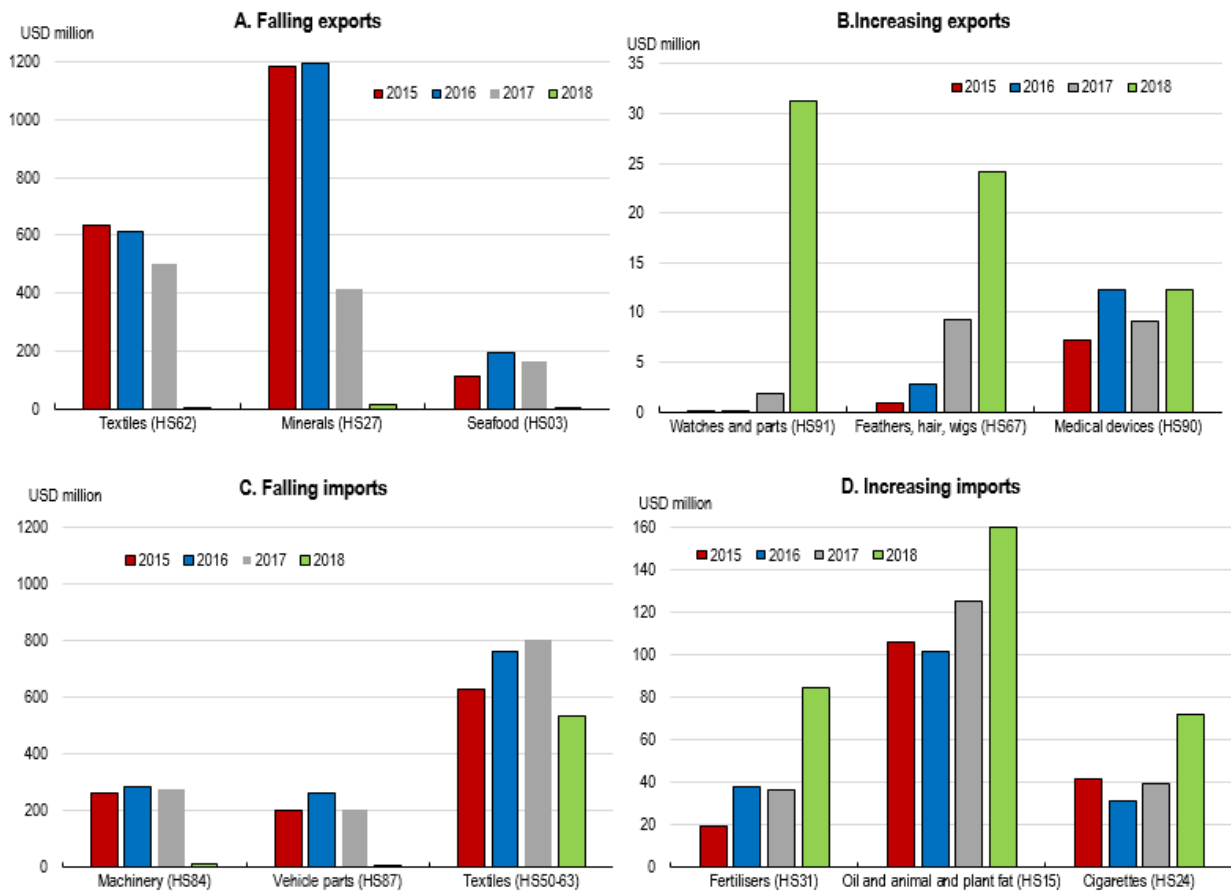 A. Falling exports
USD million
1200
1000
800
600
400
200
0
2015 2016 2017 2018
Textiles (HS62) Minerals (HS27) Seafood (HS03)
B.Increasing exports
USD million
35
30
25
20
15
10
5
0
2015 2016 2017 2018
Watches and parts (HS91) Feathers, hair, wigs (HS67) Medical devices (HS90)
C. Falling imports
USD million
1200
1000
800
600
400
200
0
2015 2016 2017 2018
Machinery (HS84) Vehicle parts (HS87) Textiles (HS50-63)
D. Increasing imports
USD million
160
140
120
100
80
60
40
20
0
2015 2016 2017 2018
Fertilisers (HS31) Oil and animal and plant fat (HS15) Cigarettes (HS24)